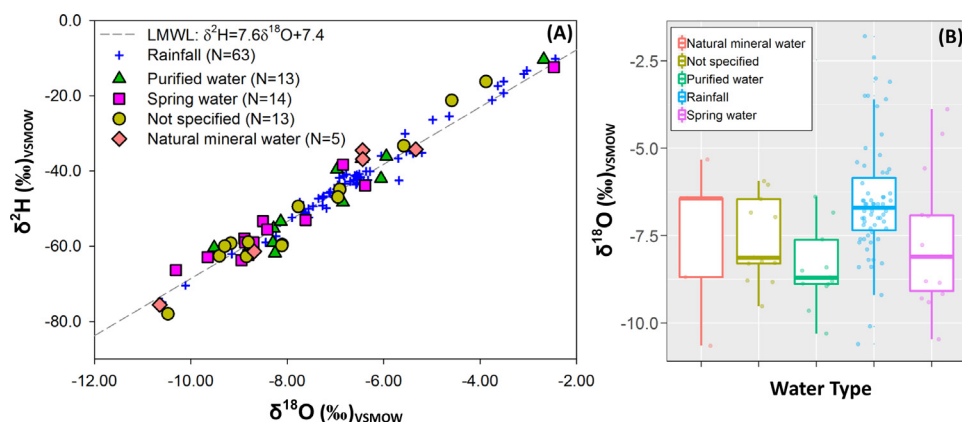 0.0
-20.0
-40.0
-60.0
-80.0
δ²H (‰)VSMOW
LMWL: δ²H=7.6δ¹⁸O+7.4
Rainfall (N=63)
Purified water (N=13)
Spring water (N=14)
Not specified (N=13)
Natural mineral water (N=5)
(A)
-12.00 -10.00 -8.00 -6.00 -4.00 -2.00
δ¹⁸O (‰)VSMOW
(B)
Natural mineral water
Not specified
Purified water
Rainfall
Spring water
-2.5
-5.0
-7.5
-10.0
δ¹⁸O (‰)VSMOW
Water Type